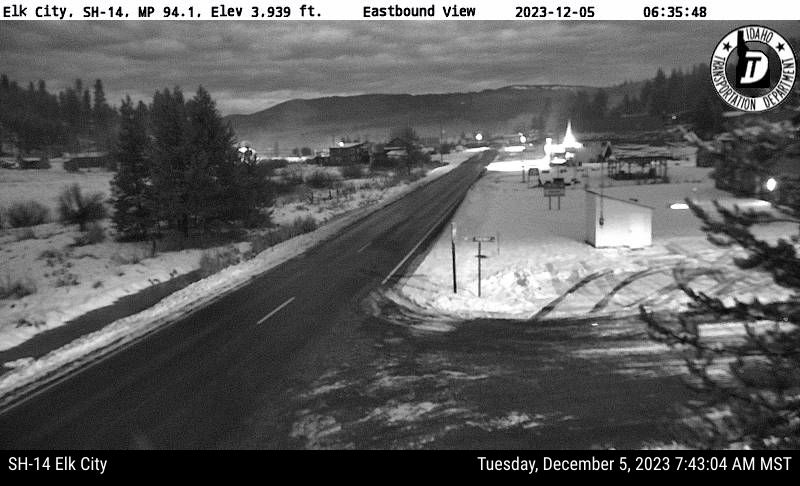 Elk City, SH-14, MP 94.1, Elev 3,939 ft. Eastbound View 2023-12-05 06:35:48
IDAHO
TRANSPORTATION DEPARTMENT
SH-14 Elk City Tuesday, December 5, 2023 7:43:04 AM MST